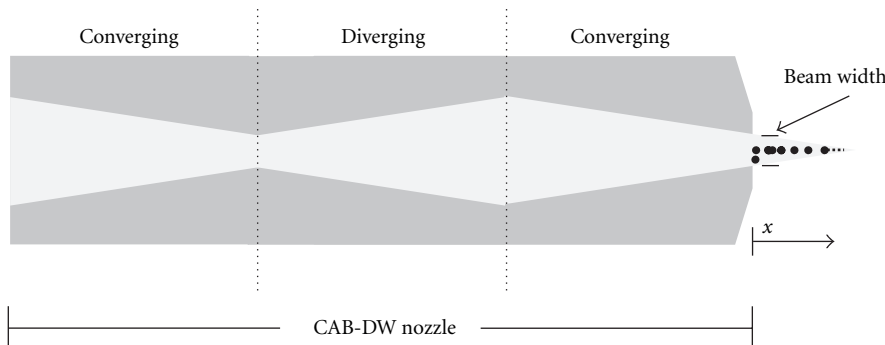 Converging
Diverging
Converging
Beam width
x
CAB-DW nozzle